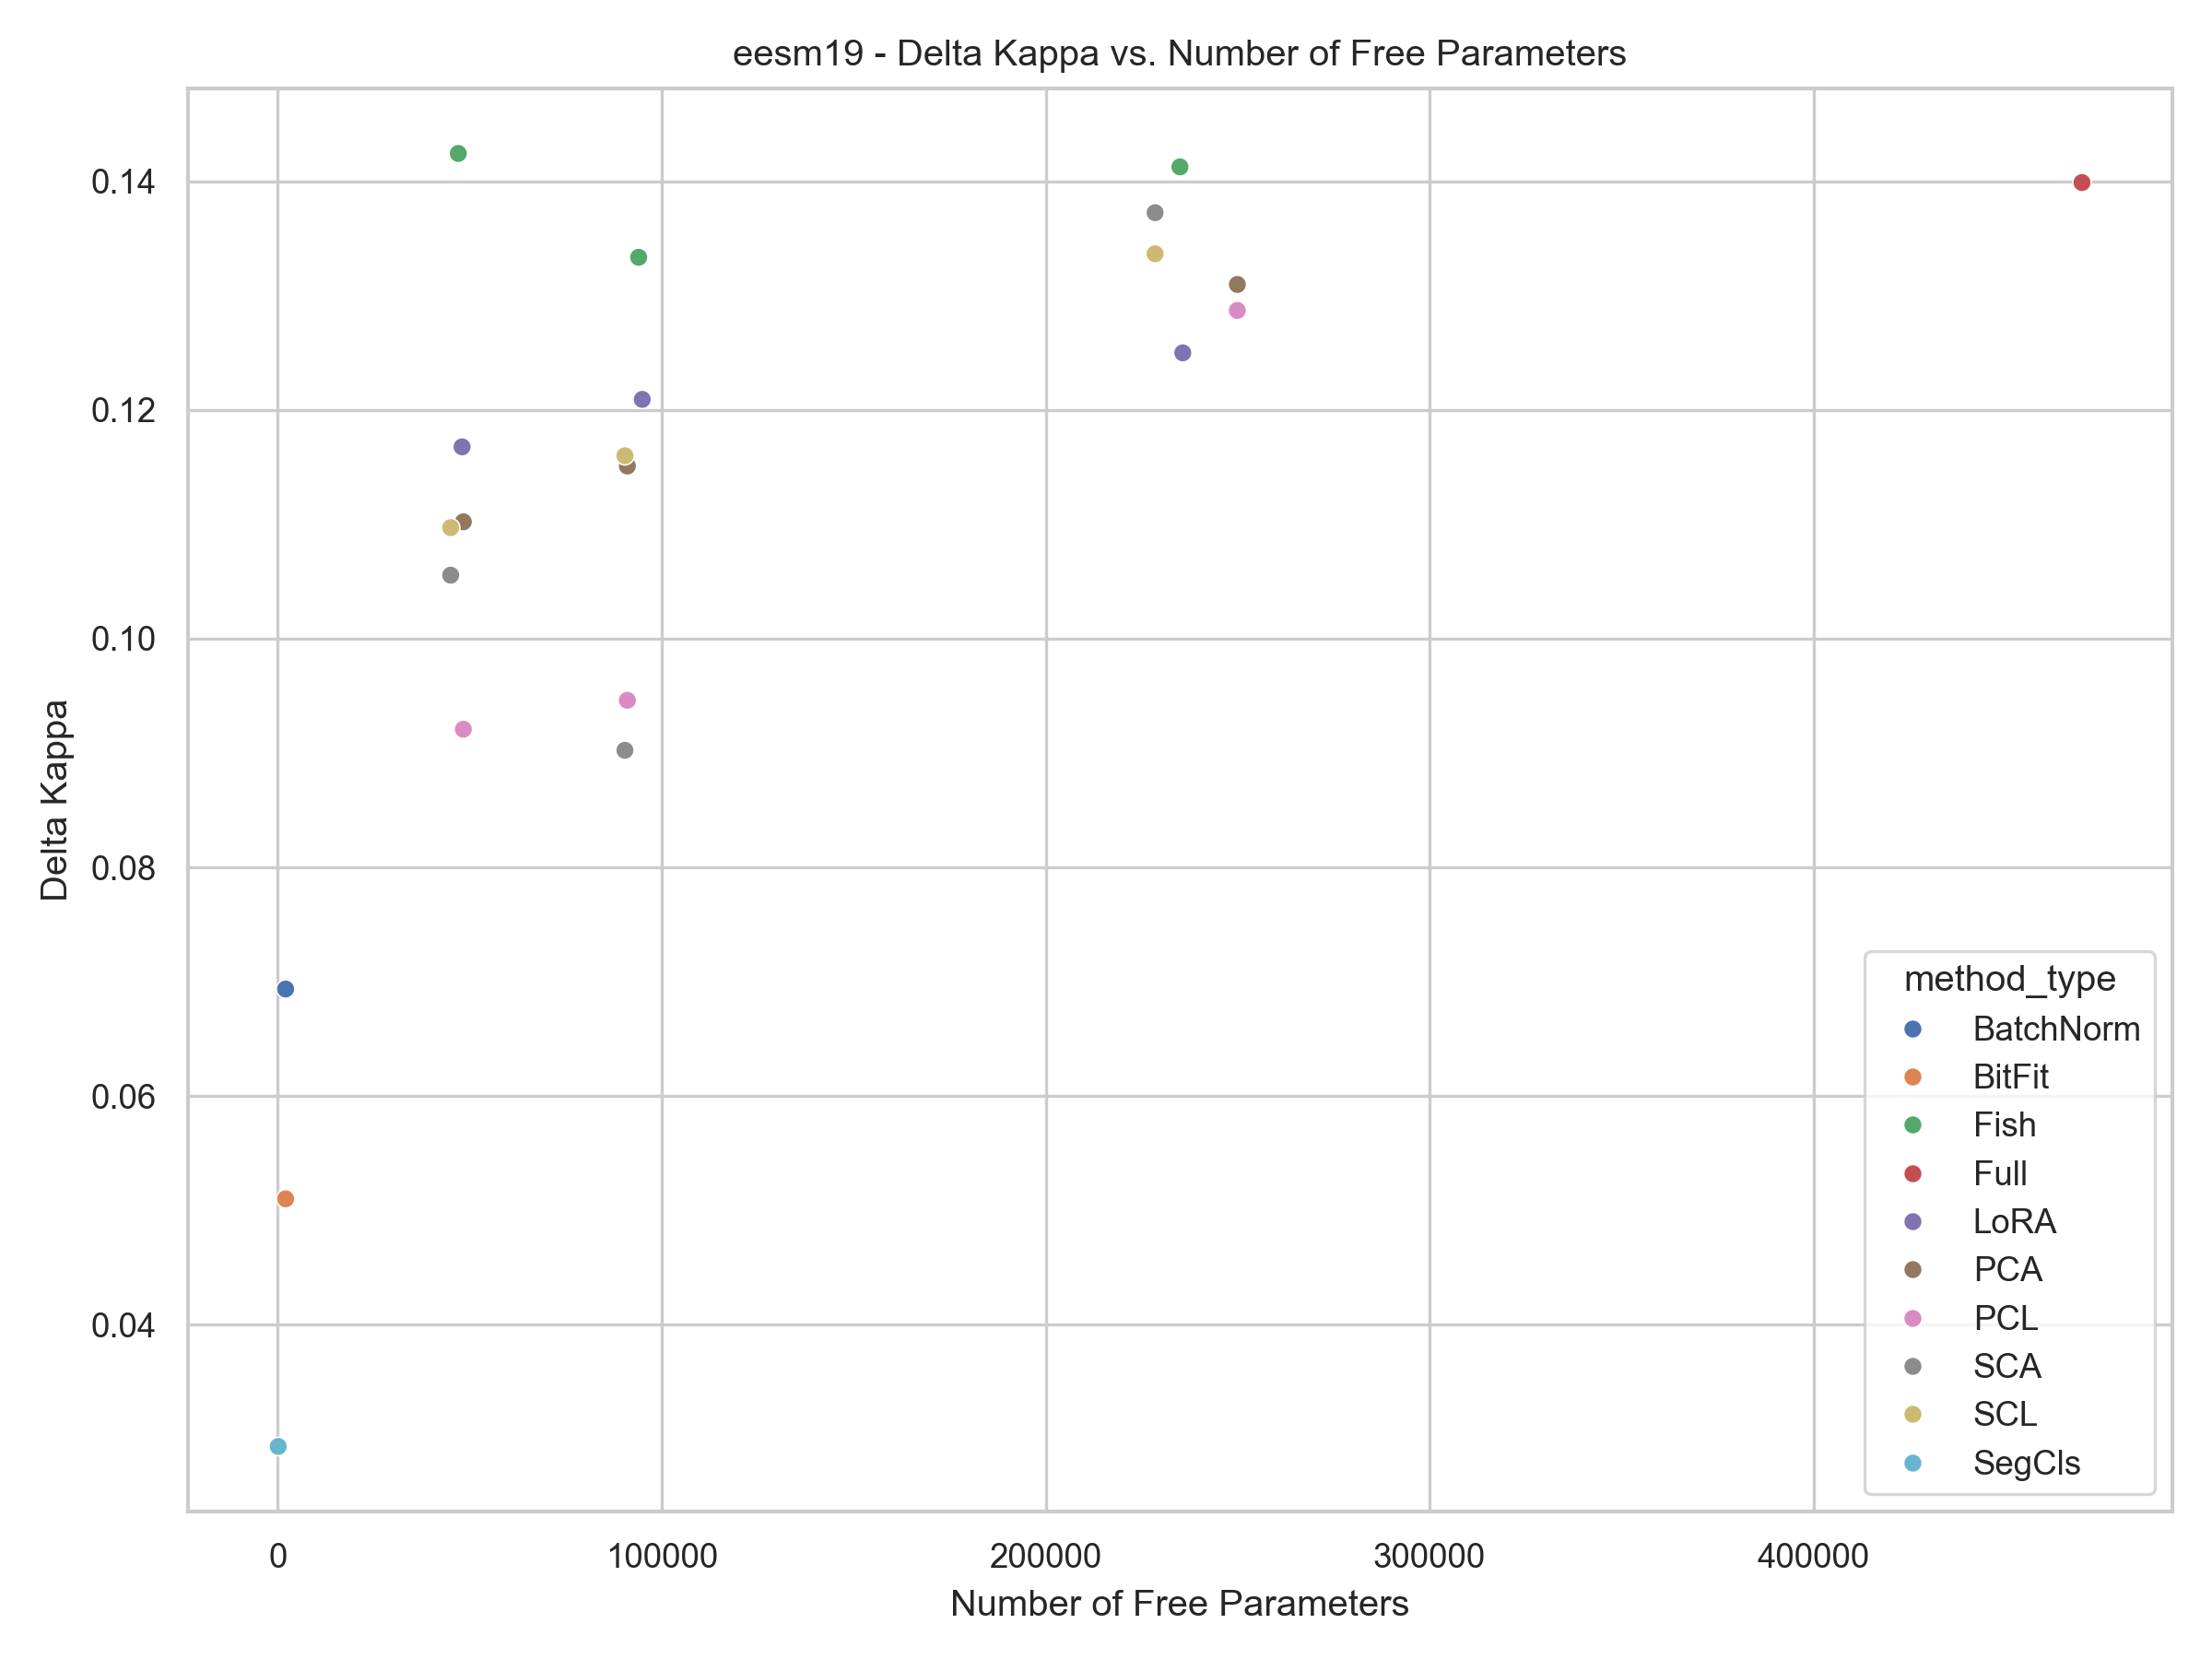 eesm19 - Delta Kappa vs. Number of Free Parameters
0.14
0.12
0.10
0.08
0.06
0.04
Delta Kappa
0
100000
200000
300000
400000
Number of Free Parameters
method_type
BatchNorm
BitFit
Fish
Full
LoRA
PCA
PCL
SCA
SCL
SegCls